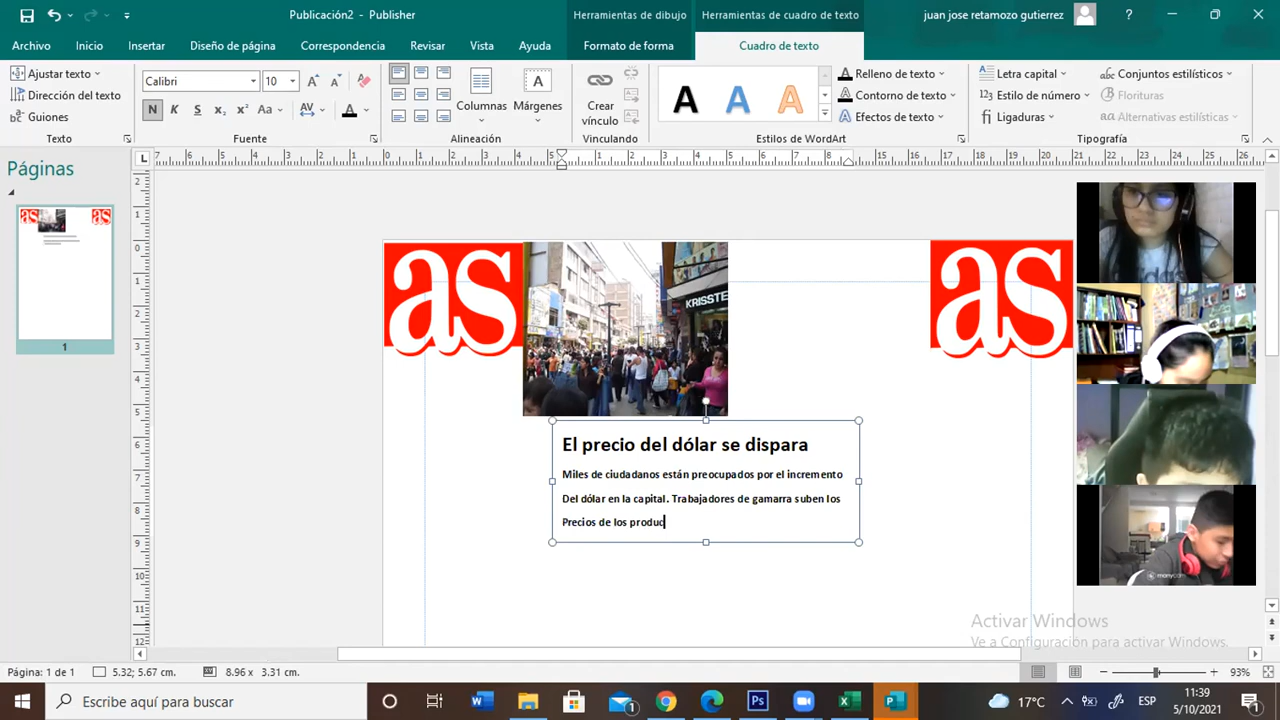 Publicación2 - Publisher
Herramientas de dibujo
Herramientas de cuadro de texto
juan jose retamozo gutierrez
?
Archivo
Inicio
Insertar
Diseño de página
Correspondencia
Revisar
Vista
Ayuda
Formato de forma
Cuadro de texto
Ajustar texto
Dirección del texto
Guiones
Texto
Calibri
10
N K S x₂ x² Aa AV A
Fuente
Columnas
Márgenes
Alineación
Crear
vínculo
Vinculando
A A A
Relleno de texto
Contorno de texto
Efectos de texto
Estilos de WordArt
Letra capital
Estilo de número
Ligaduras
Conjuntos estilísticos
Florituras
Alternativas estilísticas
Tipografía
Páginas
1
as
KRISSTE
as
El precio del dólar se dispara
Miles de ciudadanos están preocupados por el incremento
Del dólar en la capital. Trabajadores de gamarra suben los
Precios de los produc
manycam
Activar Windows
Ve a Configuración para activar Windows.
Página: 1 de 1
5.32; 5.67 cm.
8.96 x 3.31 cm.
93%
Escribe aquí para buscar
17°C
ESP
11:39
5/10/2021